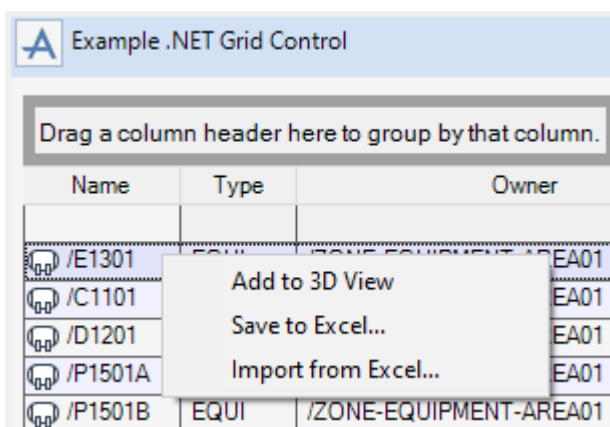 Example .NET Grid Control
Drag a column header here to group by that column.
Name Type Owner
/E1301
/C1101 EA01
/D1201 EA01
/P1501A EA01
/P1501B EQUI /ZONE-EQUIPMENT-AREA01
Add to 3D View
Save to Excel...
Import from Excel...